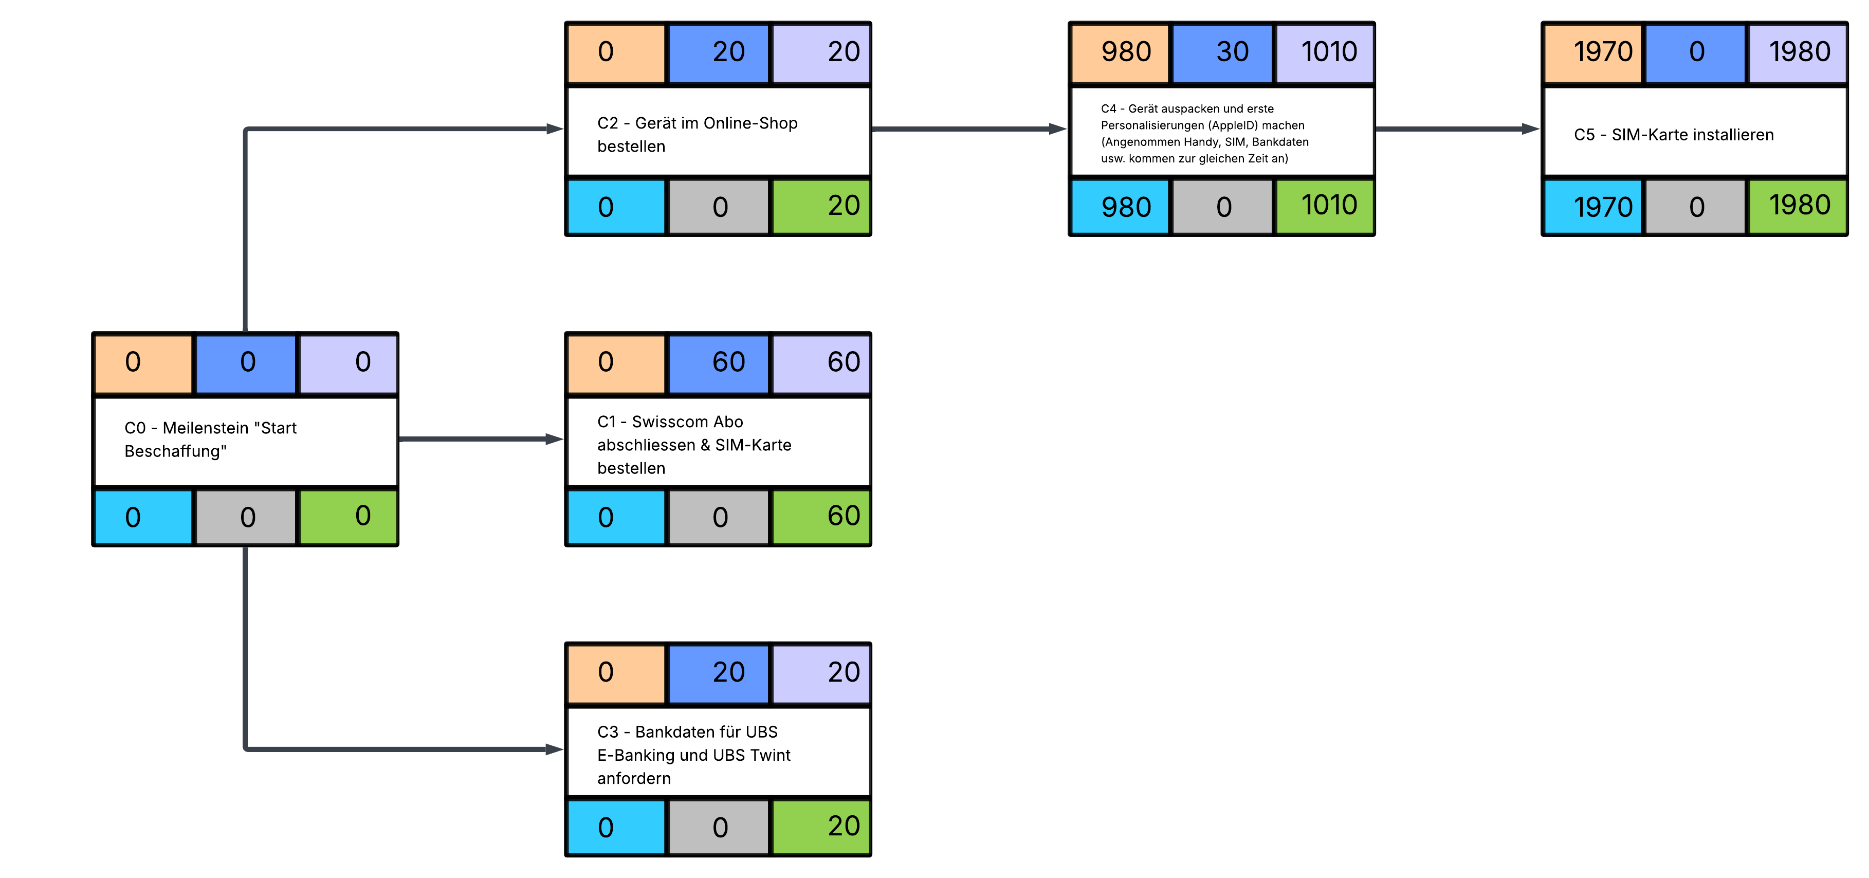 0 20 20
C2 - Gerät im Online-Shop
bestellen
0 0 20
980 30 1010
C4 - Gerät auspacken und erste
Personalisierungen (AppleID) machen
(Angenommen Handy, SIM, Bankdaten
usw. kommen zur gleichen Zeit an)
980 0 1010
1970 0 1980
C5 - SIM-Karte installieren
1970 0 1980
0 0 0
C0 - Meilenstein "Start
Beschaffung"
0 0 0
0 60 60
C1 - Swisscom Abo
abschliessen & SIM-Karte
bestellen
0 0 60
0 20 20
C3 - Bankdaten für UBS
E-Banking und UBS Twint
anfordern
0 0 20